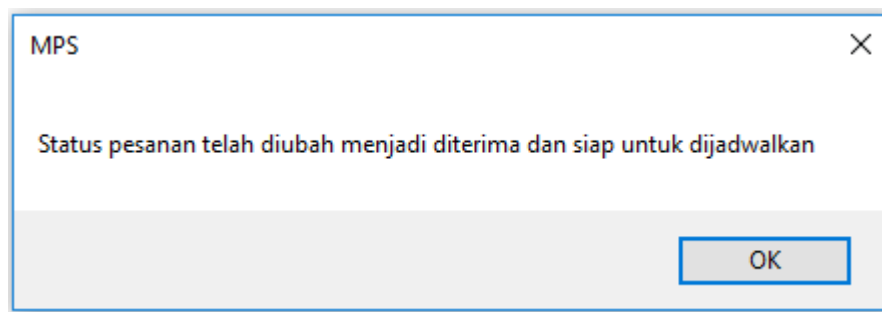 MPS
Status pesanan telah diubah menjadi diterima dan siap untuk dijadwalkan
OK